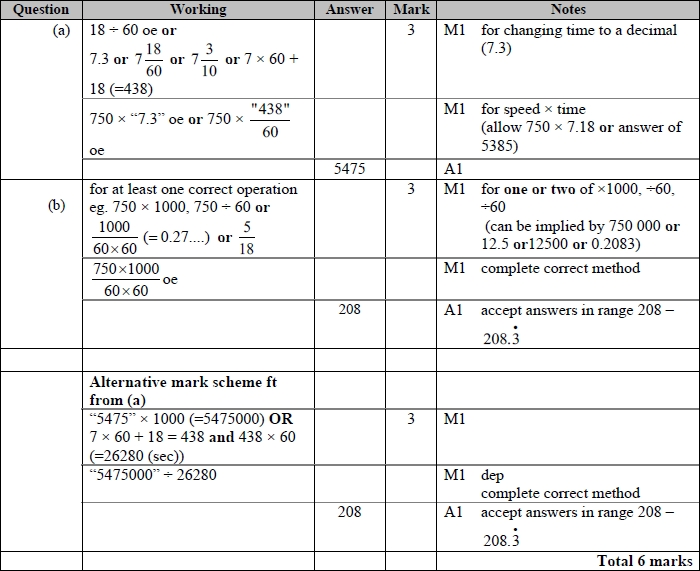 Question Working Answer Mark Notes
(a) 18 ÷ 60 oe or 3 M1 for changing time to a decimal
7.3 or 7 18/60 or 7 3/10 or 7 × 60 + (7.3)
18 (=438)
750 × “7.3” oe or 750 × "438"/60 M1 for speed × time
(allow 750 × 7.18 or answer of
oe 5385)
5475 A1
(b) for at least one correct operation 3 M1 for one or two of ×1000, ÷60,
eg. 750 × 1000, 750 ÷ 60 or ÷60
1000/60×60 (= 0.27....) or 5/18 (can be implied by 750 000 or
12.5 or12500 or 0.2083)
750×1000/60×60 oe M1 complete correct method
208 A1 accept answers in range 208 –
208.3̇
Alternative mark scheme ft
from (a)
“5475” × 1000 (=5475000) OR 3 M1
7 × 60 + 18 = 438 and 438 × 60
(=26280 (sec))
“5475000” ÷ 26280 M1 dep
complete correct method
208 A1 accept answers in range 208 –
208.3̇
Total 6 marks